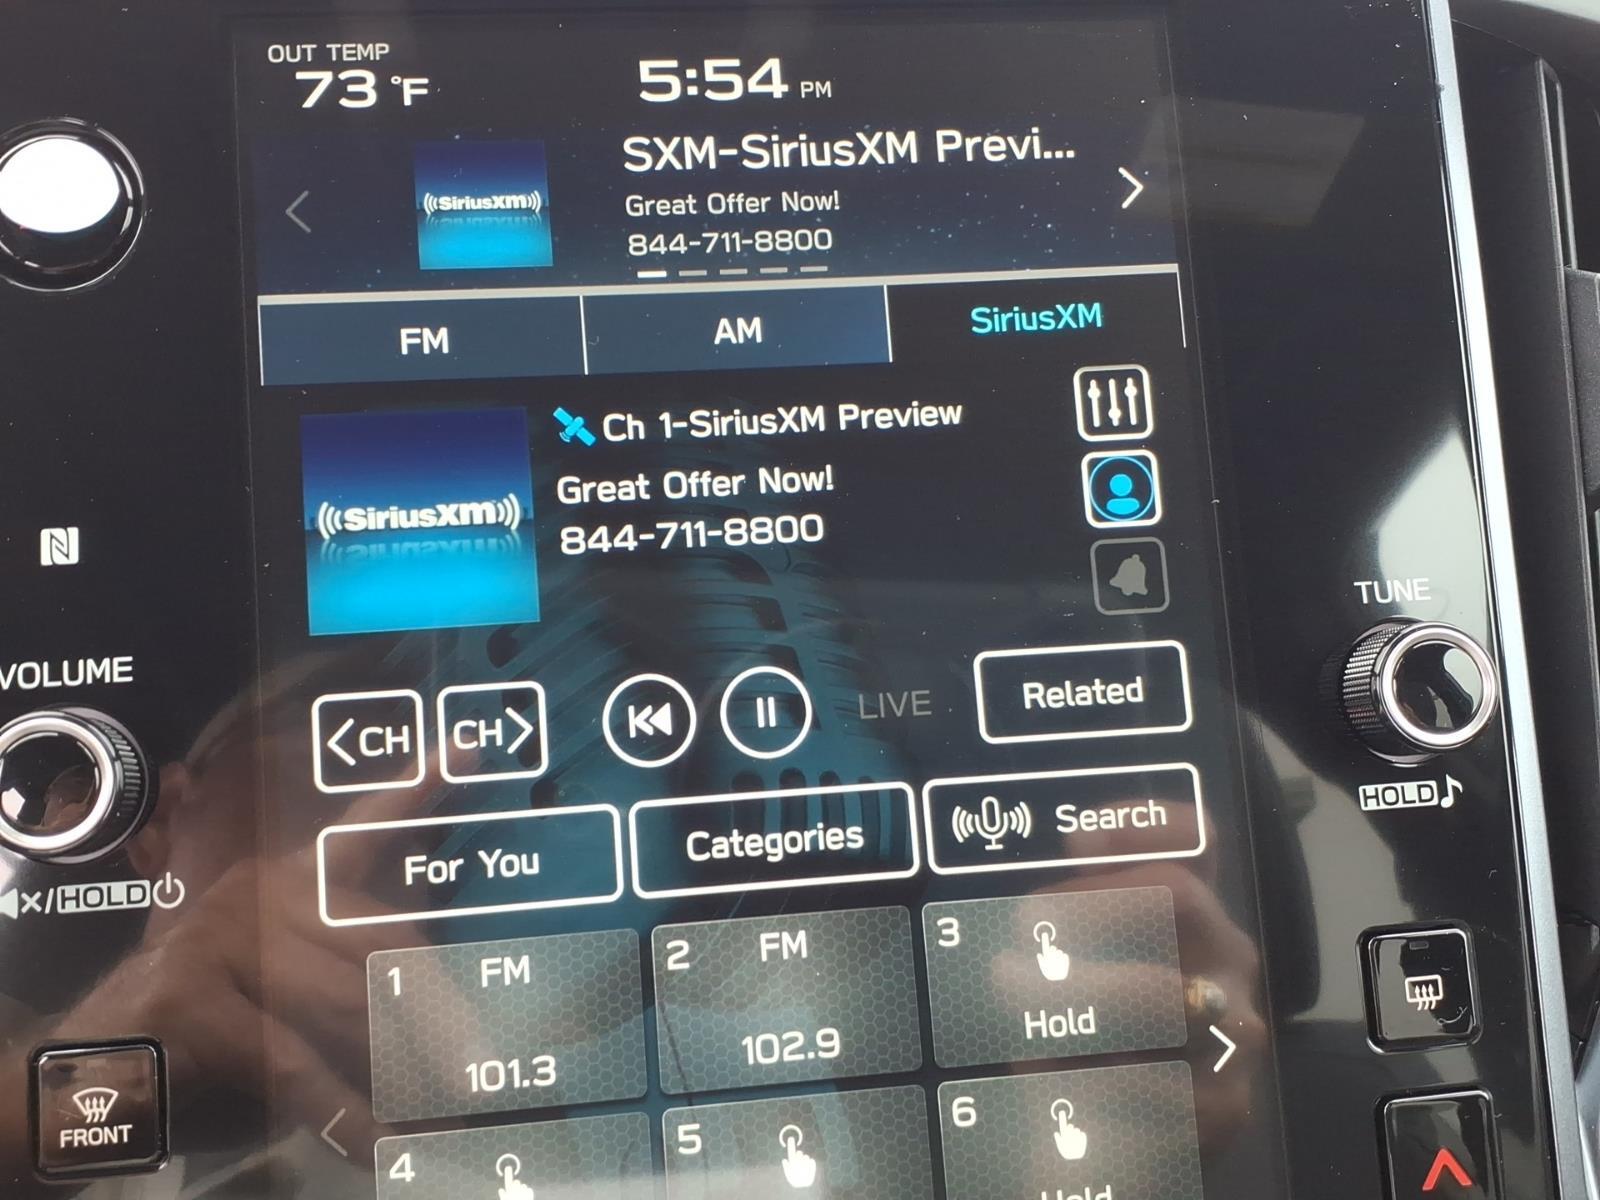 OUT TEMP
73 °F
5:54 PM
SXM-SiriusXM Previ...
Great Offer Now!
844-711-8800
((SiriusXM))
FM
AM
SiriusXM
Ch 1-SiriusXM Preview
Great Offer Now!
844-711-8800
((SiriusXM))
VOLUME
TUNE
<CH
CH>
LIVE
Related
HOLD
For You
Categories
Search
X/HOLD
1 FM
101.3
2 FM
102.9
3
Hold
FRONT
4
5
6
Hold